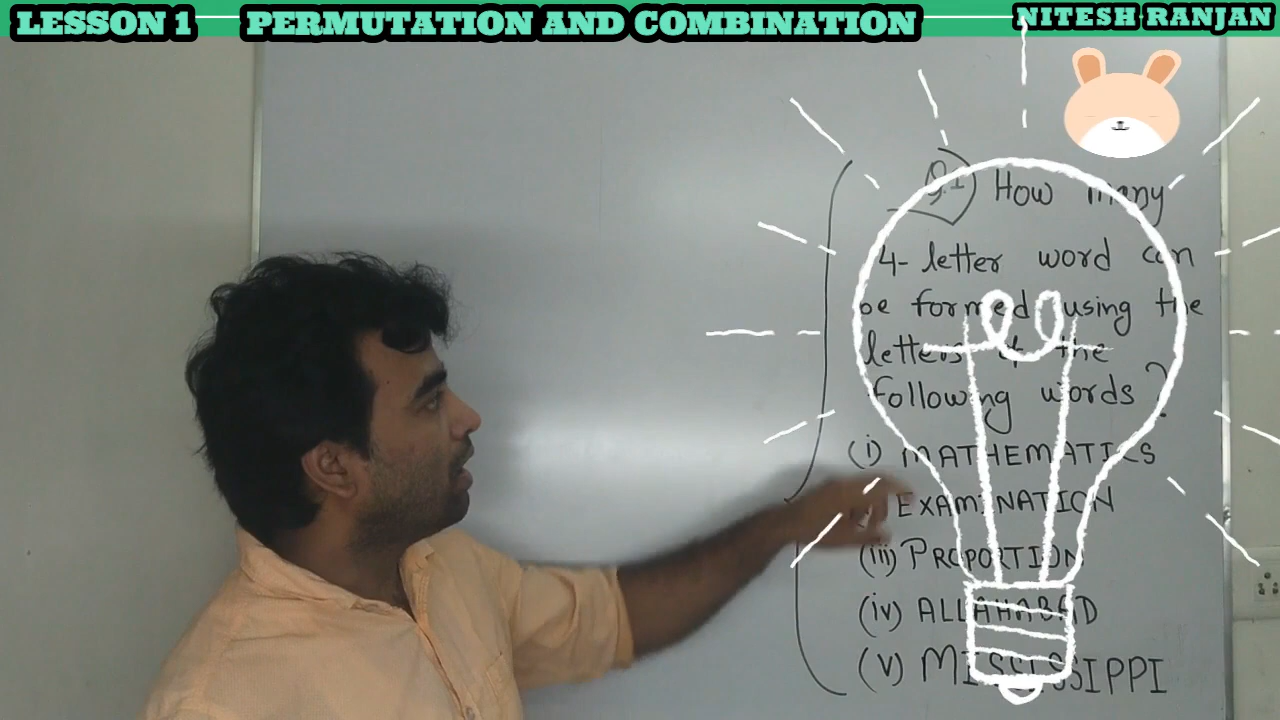 LESSON 1 PERMUTATION AND COMBINATION NITESH RANJAN
Q.1 How many
4-letter word can
be formed using the
letters of the
following words?
(i) MATHEMATICS
EXAMINATION
(iii) PROPORTION
(iv) ALLAHABAD
(v) MISSISSIPPI